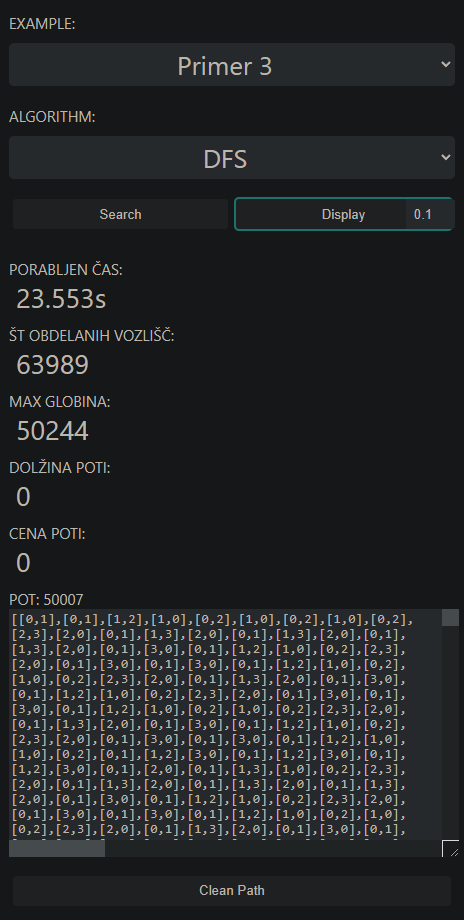 EXAMPLE:
Primer 3
ALGORITHM:
DFS
Search
Display
0.1
PORABLJEN ČAS:
23.553s
ŠT OBDELANIH VOZLIŠČ:
63989
MAX GLOBINA:
50244
DOLŽINA POTI:
0
CENA POTI:
0
POT: 50007
[[0,1],[0,1],[1,2],[1,0],[0,2],[1,0],[0,2],[1,0],[0,2],
[2,3],[2,0],[0,1],[1,3],[2,0],[0,1],[1,3],[2,0],[0,1],
[1,3],[2,0],[0,1],[3,0],[0,1],[1,2],[1,0],[0,2],[2,3],
[2,0],[0,1],[3,0],[0,1],[3,0],[0,1],[1,2],[1,0],[0,2],
[1,0],[0,2],[2,3],[2,0],[0,1],[1,3],[2,0],[0,1],[3,0],
[0,1],[1,2],[1,0],[0,2],[2,3],[2,0],[0,1],[3,0],[0,1],
[3,0],[0,1],[1,2],[1,0],[0,2],[1,0],[0,2],[2,3],[2,0],
[0,1],[1,3],[2,0],[0,1],[3,0],[0,1],[1,2],[1,0],[0,2],
[2,3],[2,0],[0,1],[3,0],[0,1],[3,0],[0,1],[1,2],[1,0],
[1,0],[0,2],[0,1],[1,2],[3,0],[0,1],[1,2],[3,0],[0,1],
[1,2],[3,0],[0,1],[2,0],[0,1],[1,3],[1,0],[0,2],[2,3],
[2,0],[0,1],[1,3],[2,0],[0,1],[1,3],[2,0],[0,1],[1,3],
[2,0],[0,1],[3,0],[0,1],[1,2],[1,0],[0,2],[2,3],[2,0],
[0,1],[3,0],[0,1],[3,0],[0,1],[1,2],[1,0],[0,2],[1,0],
[0,2],[2,3],[2,0],[0,1],[1,3],[2,0],[0,1],[3,0],[0,1],
Clean Path